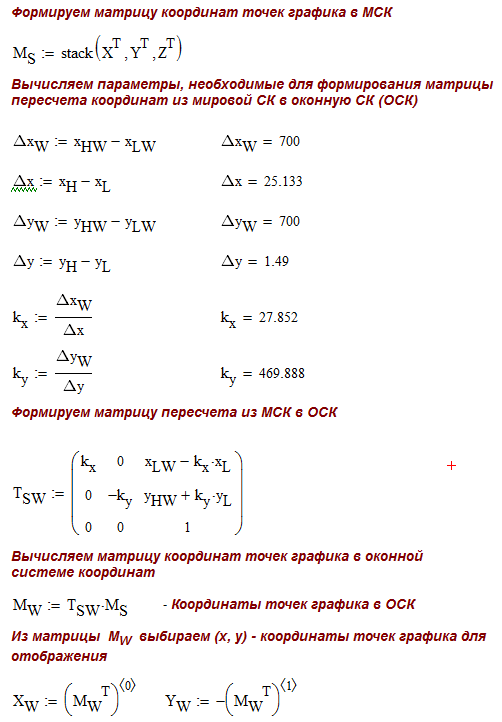 Формируем матрицу координат точек графика в МСК
M_S := stack(X^T, Y^T, Z^T)
Вычисляем параметры, необходимые для формирования матрицы
пересчета координат из мировой СК в оконную СК (ОСК)
Δx_W := x_HW − x_LW    Δx_W = 700
Δx := x_H − x_L    Δx = 25.133
Δy_W := y_HW − y_LW    Δy_W = 700
Δy := y_H − y_L    Δy = 1.49
k_x := Δx_W / Δx    k_x = 27.852
k_y := Δy_W / Δy    k_y = 469.888
Формируем матрицу пересчета из МСК в ОСК
k_x    0    x_LW − k_x·x_L
T_SW :=    0    −k_y    y_HW + k_y·y_L
0    0    1
Вычисляем матрицу координат точек графика в оконной
системе координат
M_W := T_SW·M_S    - Координаты точек графика в ОСК
Из матрицы M_W выбираем (x, y) - координаты точек графика для
отображения
X_W := (M_W^T)^⟨0⟩    Y_W := −(M_W^T)^⟨1⟩